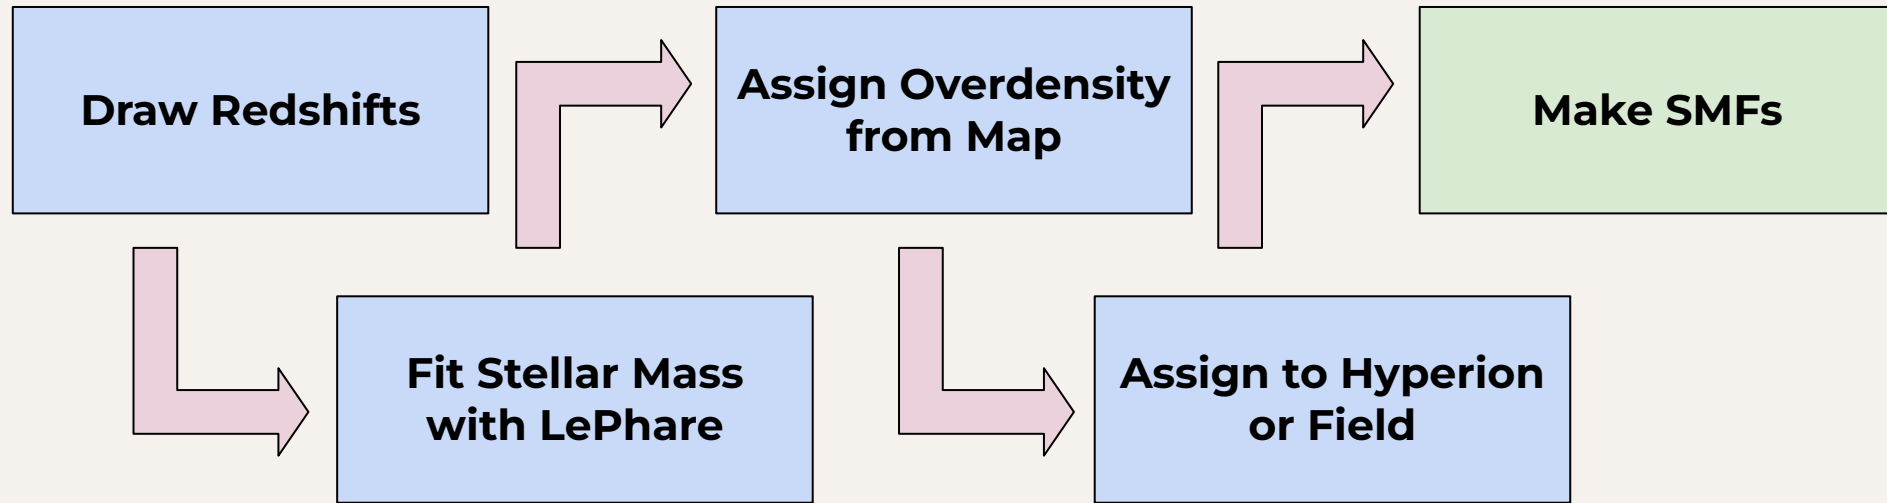 Draw Redshifts
Fit Stellar Mass
with LePhare
Assign Overdensity
from Map
Assign to Hyperion
or Field
Make SMFs